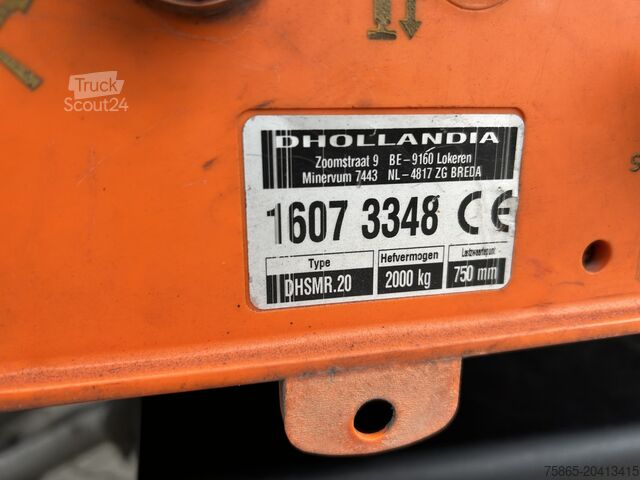 Truck
Scout24
DHOLLANDIA
Zoomstraat 9 BE-9160 Lokeren
Minervum 7443 NL-4817 ZG BREDA
1607 3348 CE
Type Hefvermogen Lastzwaartepunt
DHSMR.20 2000 kg 750 mm
75865-20413415